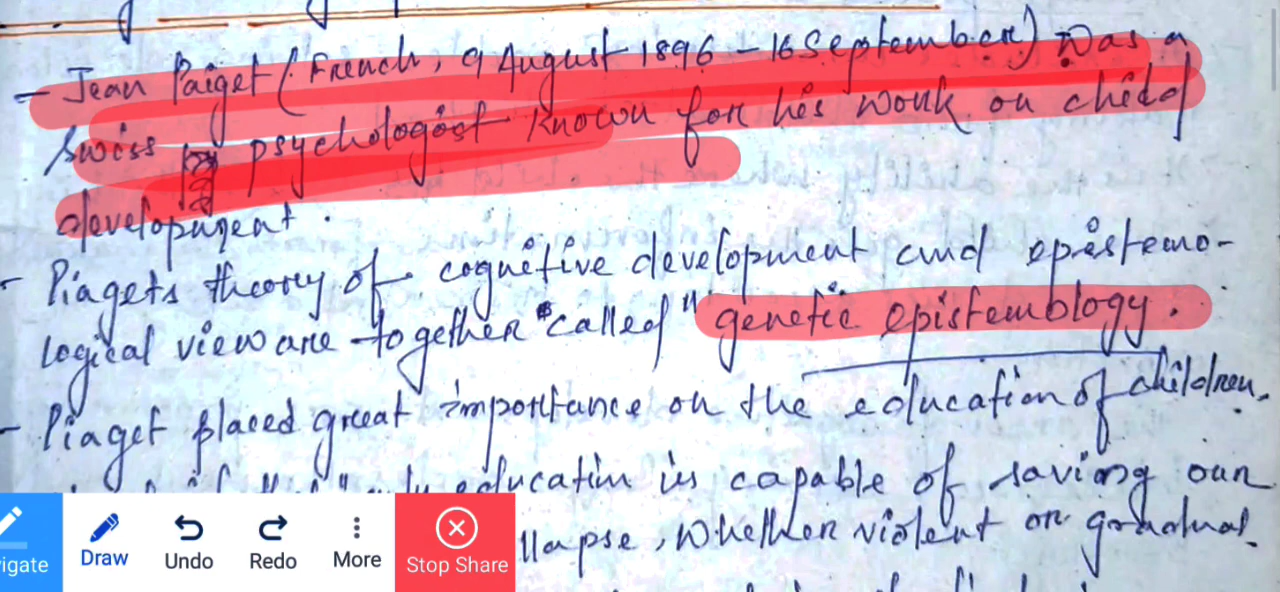 - Jean Paiget (French, 9 August 1896 - 16 September) Was a
Swiss psychologist known for his work on child
development.
- Piagets theory of cognitive development and epistemo-
logical view are together called "genetic epistemology.
- Piaget placed great importance on the education of children.
education is capable of saving our
llapse, Whether violent or gradual.
igate
Draw
Undo
Redo
More
Stop Share